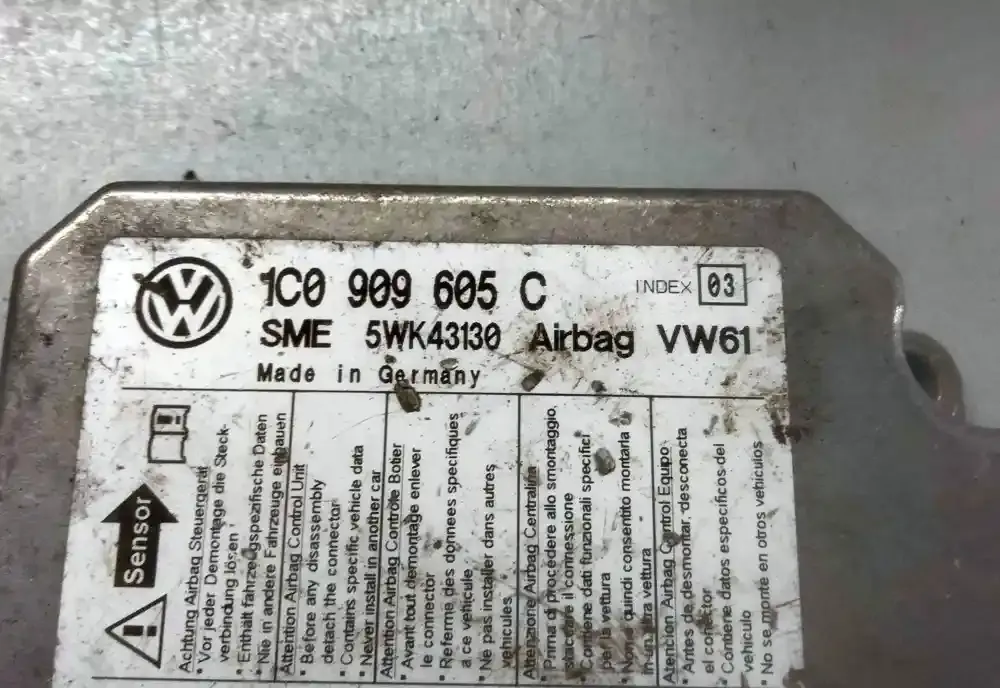 1C0 909 605 C
INDEX 03
SME 5WK43130 Airbag VW61
Made in Germany
Sensor
Achtung Airbag Steuergerät
• Vor jeder Demontage die Steck-
verbindung lösen
• Enthält fahrzeugspezifische Daten
• Nie in andere Fahrzeuge einbauen
Attention Airbag Control Unit
• Before any disassembly
detach the connector
• Contains specific vehicle data
• Never install in another car
Attention Airbag Contrôle Boîtier
• Avant tout démontage enlever
le connector
• Referme des donnees specifiques
a ce vehicule
• Ne pas installer dans autres
vehicules
Attenzione Airbag Centralina
• Prima di procedere allo smontaggio,
staccare il connessione
• Contiene dati funzionali specifici
per la vettura
• Non quindi consentito montarla
in un altra vettura
Atencion Airbag Control Equipo
• Antes de desmontar desconecta
el conector
• Contiene datos especificos del
vehiculo
• No se monte en otros vehiculos